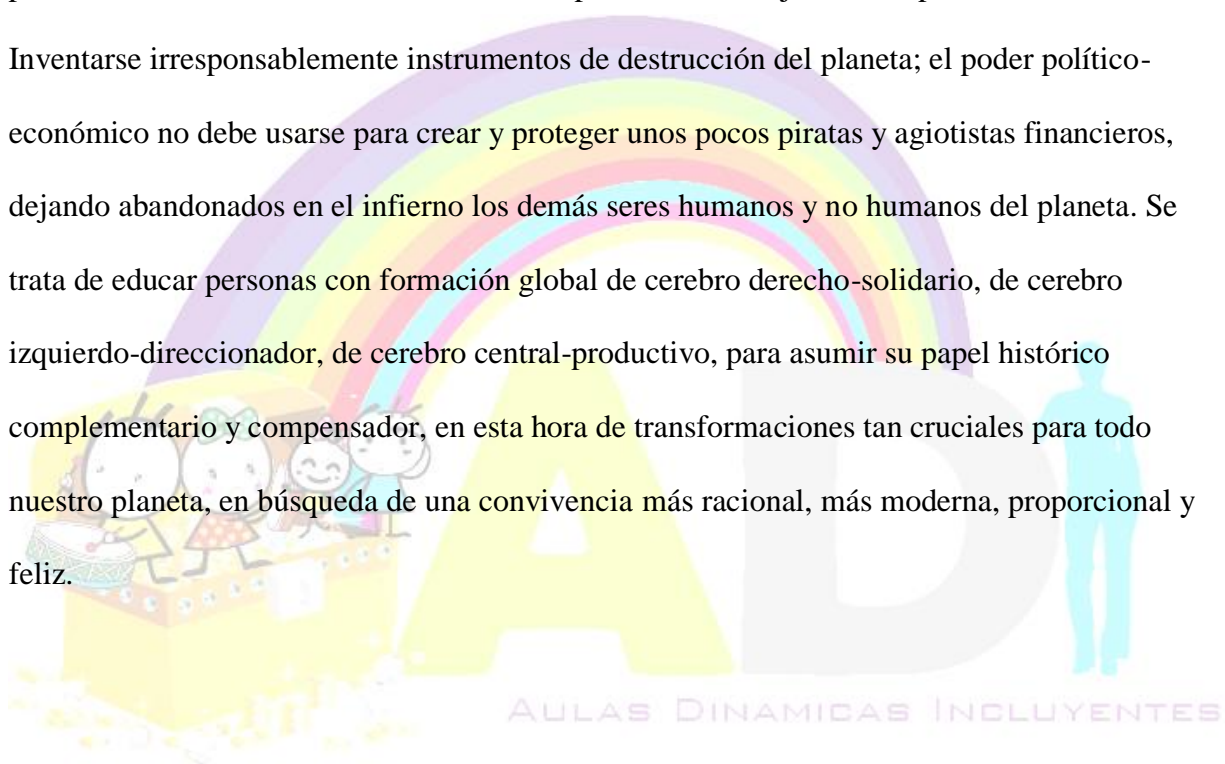 Inventarse irresponsablemente instrumentos de destrucción del planeta; el poder político-
económico no debe usarse para crear y proteger unos pocos piratas y agiotistas financieros,
dejando abandonados en el infierno los demás seres humanos y no humanos del planeta. Se
trata de educar personas con formación global de cerebro derecho-solidario, de cerebro
izquierdo-direccionador, de cerebro central-productivo, para asumir su papel histórico
complementario y compensador, en esta hora de transformaciones tan cruciales para todo
nuestro planeta, en búsqueda de una convivencia más racional, más moderna, proporcional y
feliz.
AD
AULAS DINAMICAS INCLUYENTES